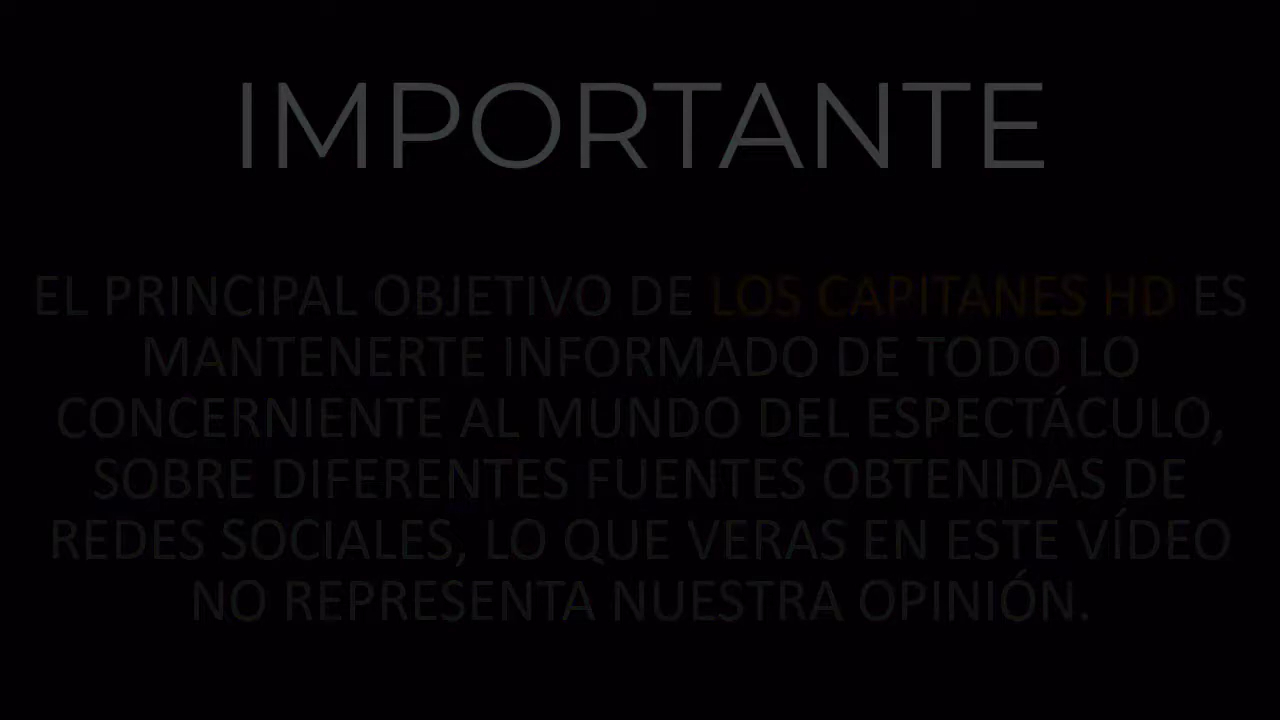 IMPORTANTE
EL PRINCIPAL OBJETIVO DE LOS CAPITANES HD ES
MANTENERTE INFORMADO DE TODO LO
CONCERNIENTE AL MUNDO DEL ESPECTÁCULO,
SOBRE DIFERENTES FUENTES OBTENIDAS DE
REDES SOCIALES, LO QUE VERAS EN ESTE VÍDEO
NO REPRESENTA NUESTRA OPINIÓN.